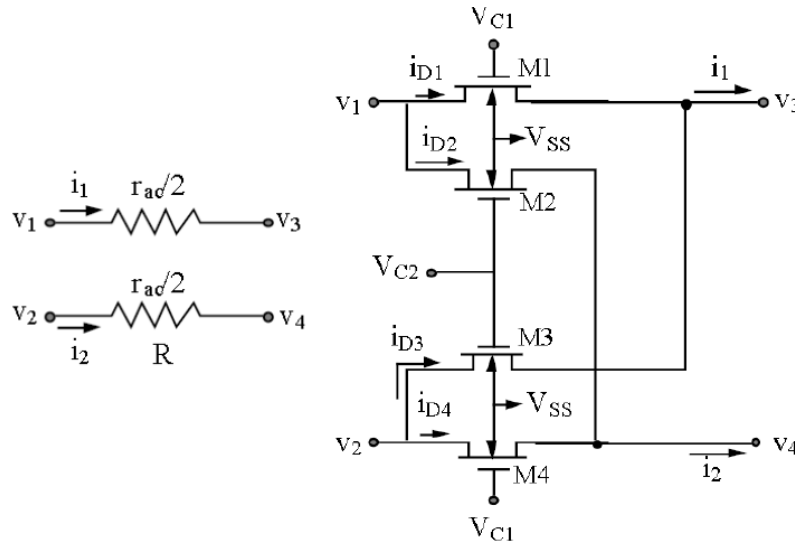 V_C1
M1
i_D1
i_1
v_1
v_3
V_SS
i_D2
M2
r_ac/2
i_1
v_1
v_3
V_C2
r_ac/2
v_2
v_4
i_2
R
M3
i_D3
V_SS
i_D4
v_2
v_4
M4
i_2
V_C1